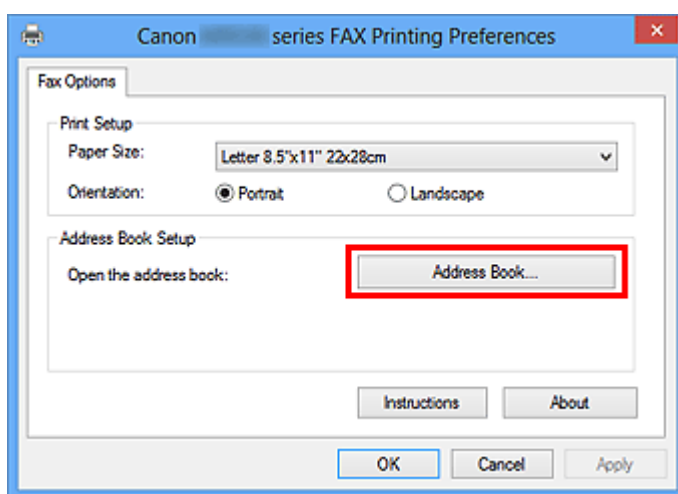 Canon series FAX Printing Preferences
Fax Options
Print Setup
Paper Size: Letter 8.5"x11" 22x28cm
Orientation: Portrait Landscape
Address Book Setup
Open the address book: Address Book...
Instructions About
OK Cancel Apply